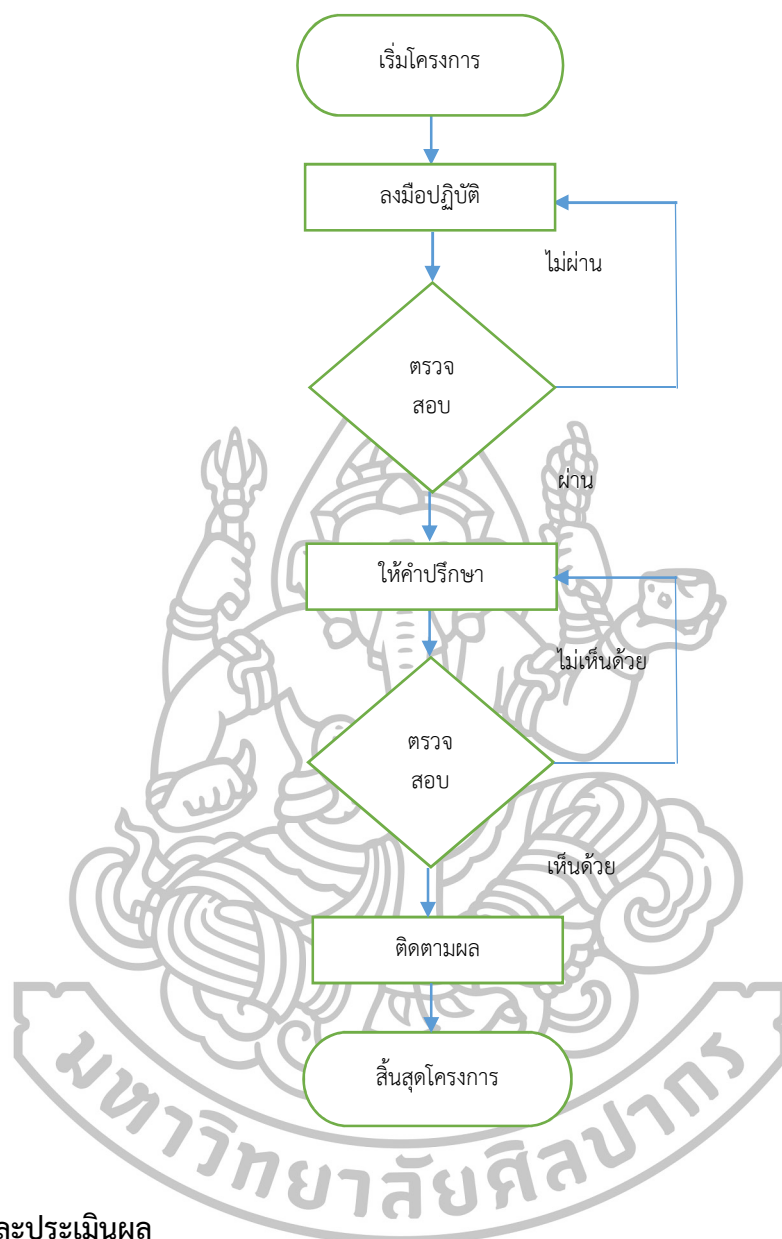 เริ่มโครงการ
ลงมือปฏิบัติ
ไม่ผ่าน
ตรวจ
สอบ
ผ่าน
ให้คำปรึกษา
ไม่เห็นด้วย
ตรวจ
สอบ
เห็นด้วย
ติดตามผล
สิ้นสุดโครงการ
มหาวิทยาลัยศิลปากร
ละประเมินผล